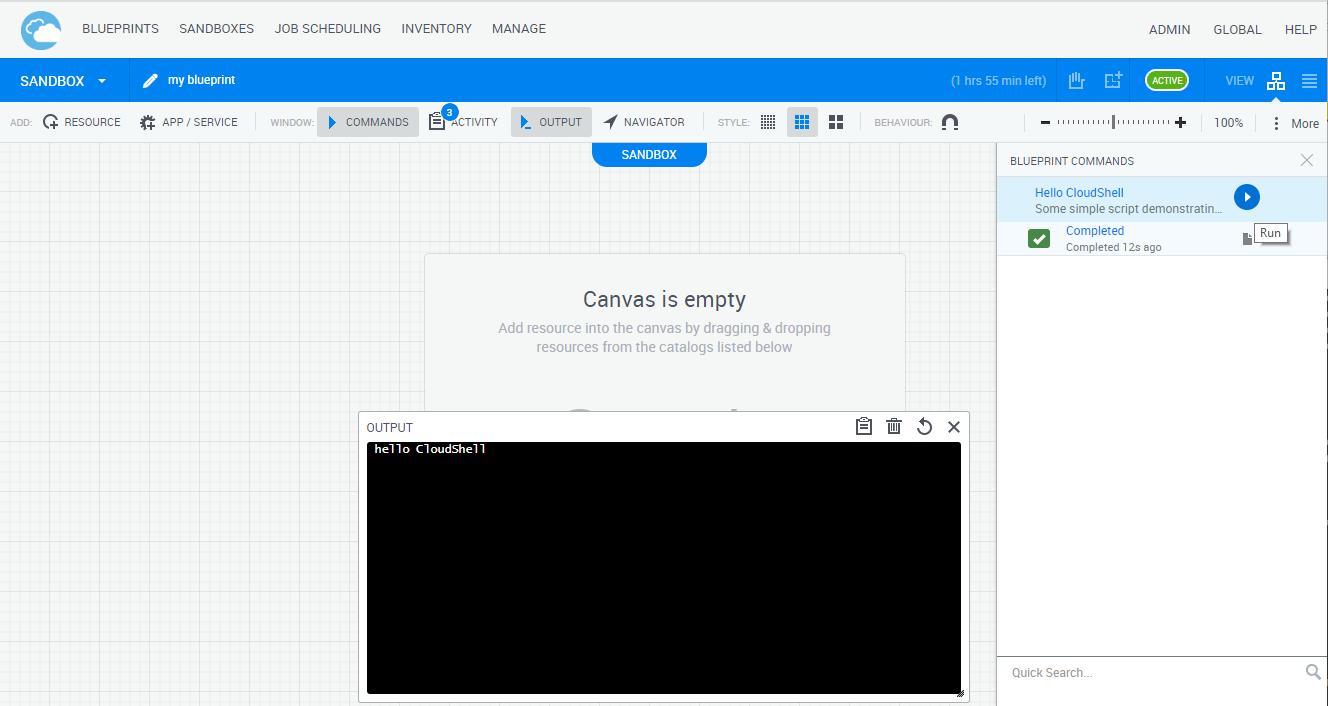 BLUEPRINTS SANDBOXES JOB SCHEDULING INVENTORY MANAGE ADMIN GLOBAL HELP
SANDBOX my blueprint (1 hrs 55 min left) ACTIVE VIEW
ADD: RESOURCE APP / SERVICE WINDOW: COMMANDS 3 ACTIVITY OUTPUT NAVIGATOR STYLE: BEHAVIOUR: 100% More
SANDBOX
BLUEPRINT COMMANDS
Hello CloudShell
Some simple script demonstratin...
Run
Completed
Completed 12s ago
Canvas is empty
Add resource into the canvas by dragging & dropping
resources from the catalogs listed below
OUTPUT
hello CloudShell
Quick Search...